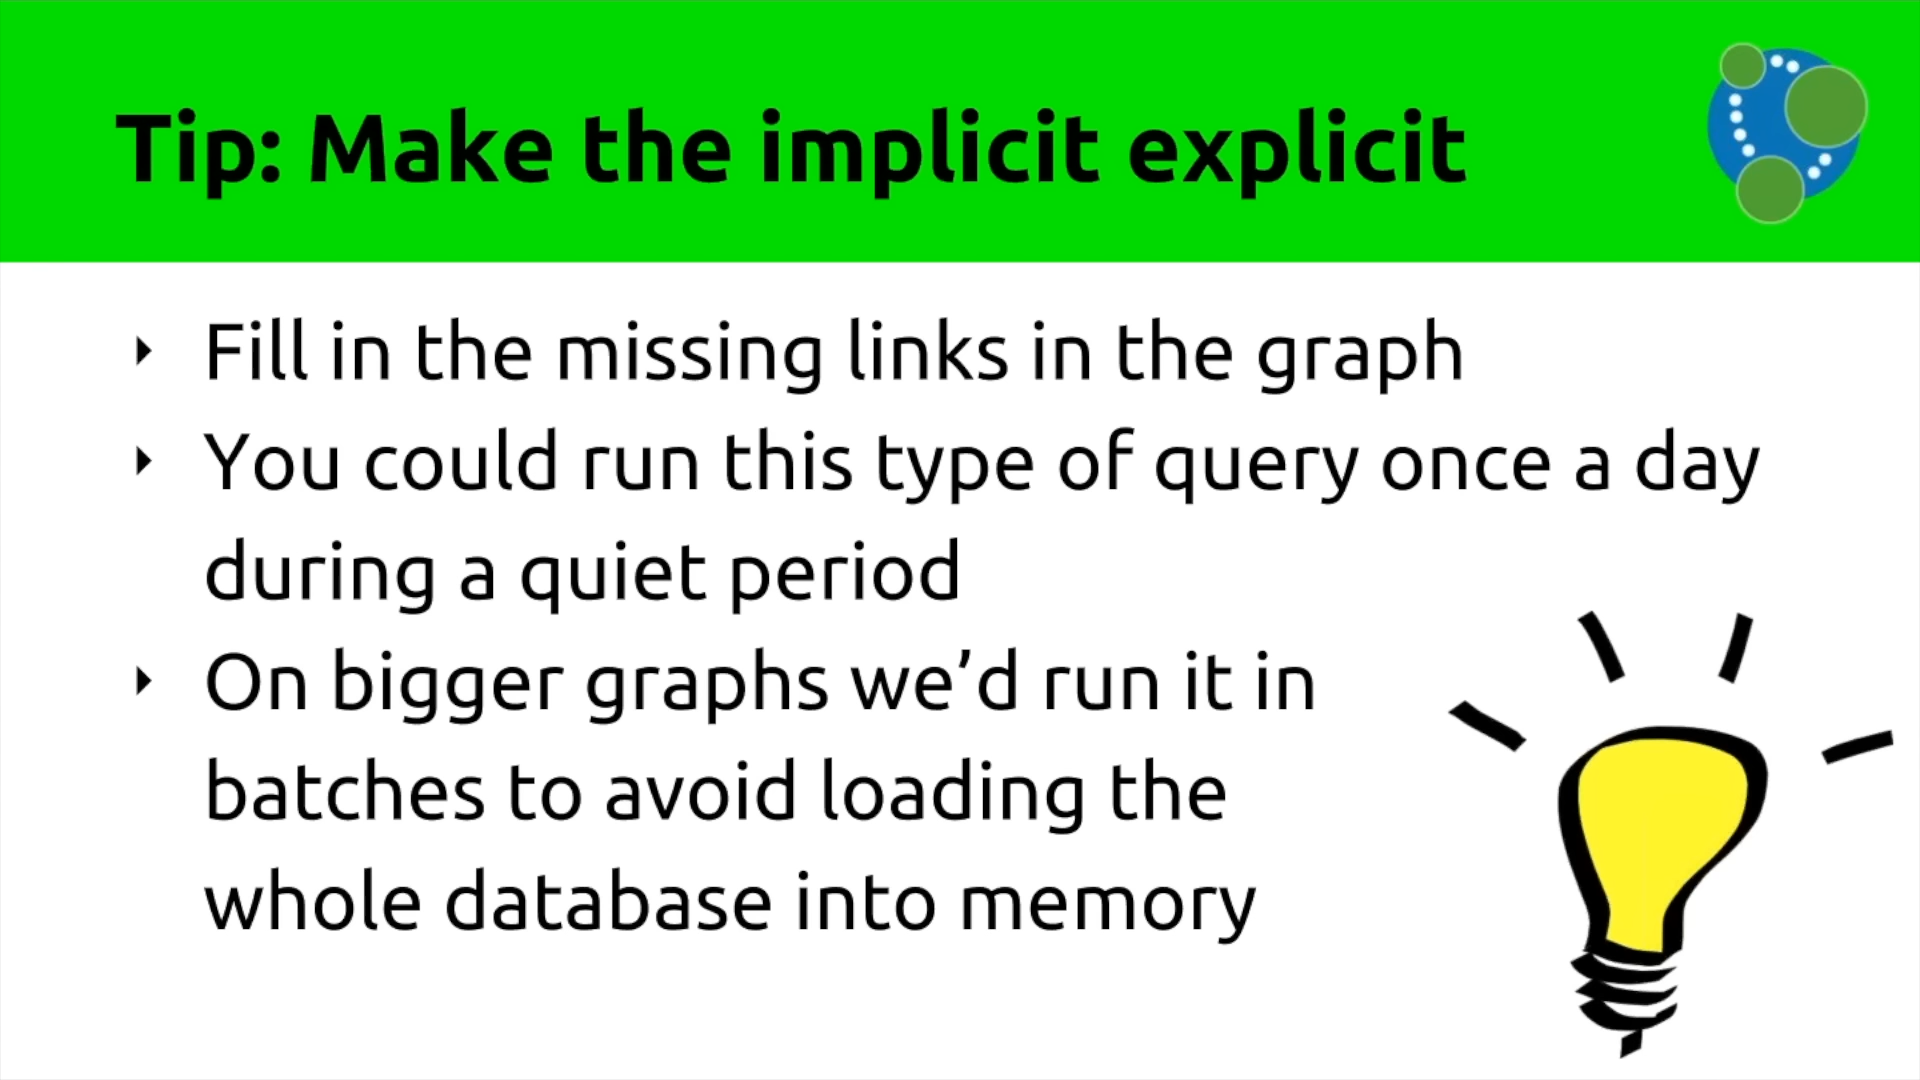 Tip: Make the implicit explicit
‣ Fill in the missing links in the graph
‣ You could run this type of query once a day
during a quiet period
‣ On bigger graphs we’d run it in
batches to avoid loading the
whole database into memory